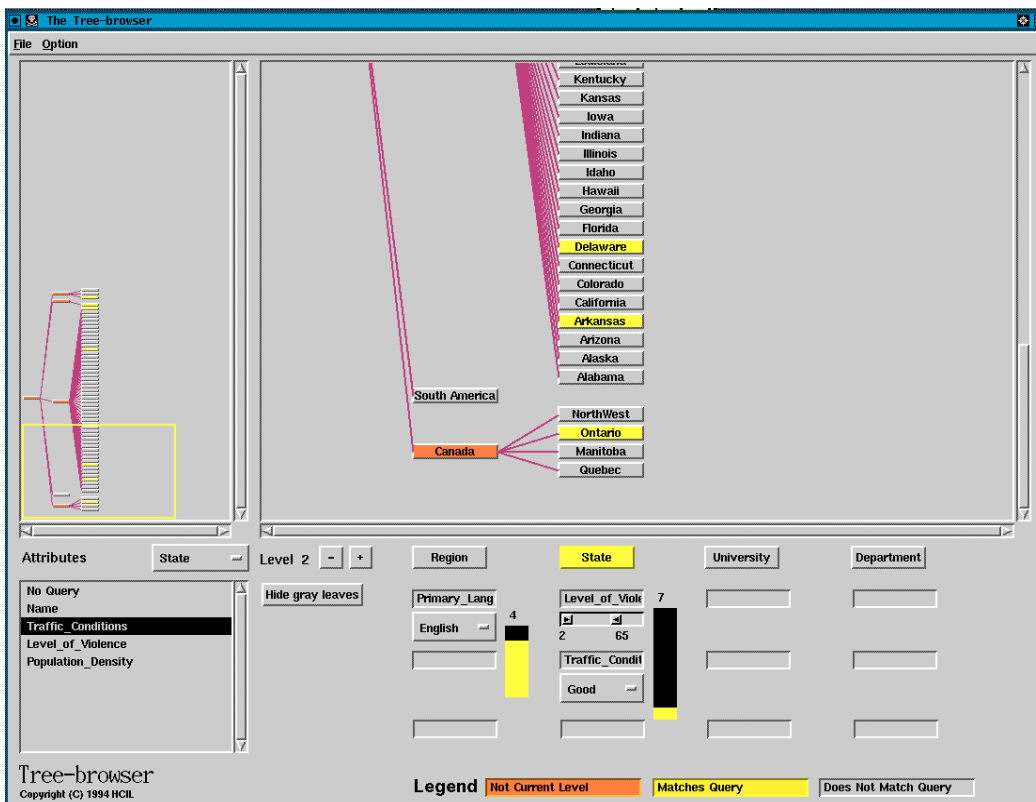 The Tree-browser
File Option
Louisiana
Kentucky
Kansas
Iowa
Indiana
Illinois
Idaho
Hawaii
Georgia
Florida
Delaware
Connecticut
Colorado
California
Arkansas
Arizona
Alaska
Alabama
South America
NorthWest
Ontario
Canada
Manitoba
Quebec
Attributes State Level 2 - + Region State University Department
No Query
Name
Traffic_Conditions
Level_of_Violence
Population_Density
Hide gray leaves
Primary_Lang
4
English
Level_of_Viole
7
2 65
Traffic_Condit
Good
Tree-browser
Copyright (C) 1994 HCIL
Legend Not Current Level Matches Query Does Not Match Query